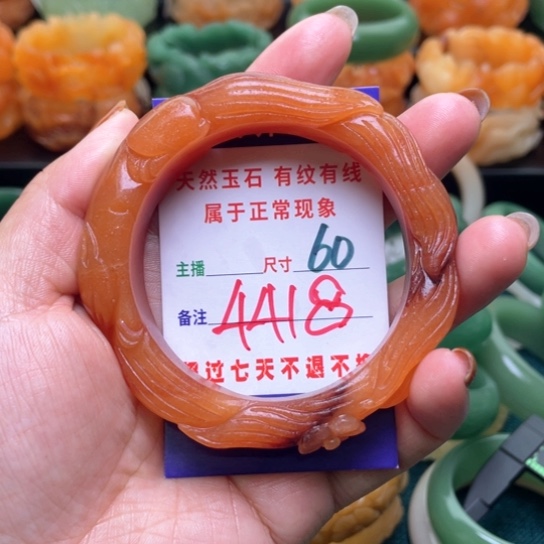 天然玉石 有纹有线
属于正常现象
主播 尺寸 60
备注 4418
过七天不退不